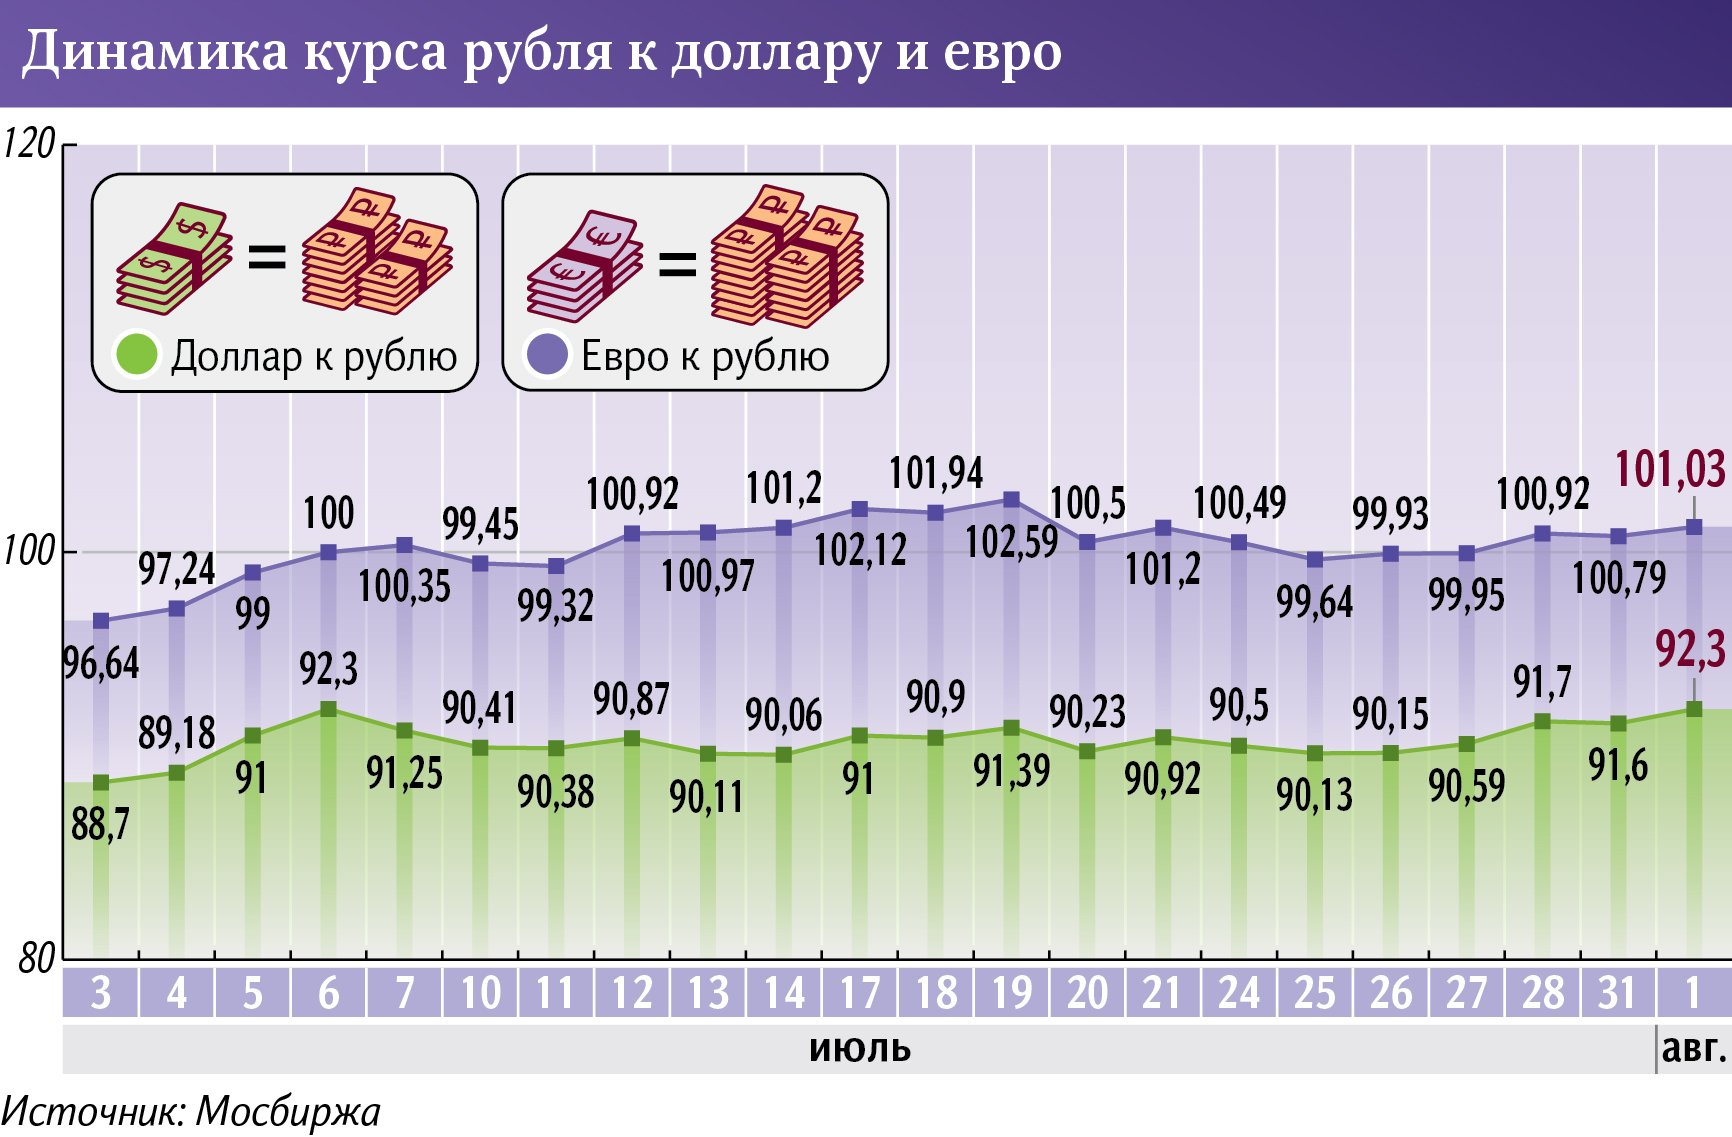 Динамика курса рубля к доллару и евро
120
$ $ = ₽ ₽ ₽ ₽
€ € = ₽ ₽ ₽ ₽
Доллар к рублю
Евро к рублю
100
80
96,64 97,24 99 100 100,35 99,45 99,32 100,92 100,97 101,2 102,12 101,94 102,59 100,5 101,2 100,49 99,64 99,93 99,95 100,92 100,79 101,03
88,7 89,18 91 92,3 91,25 90,41 90,38 90,87 90,11 90,06 91 90,9 91,39 90,23 90,92 90,5 90,13 90,15 90,59 91,7 91,6 92,3
3 4 5 6 7 10 11 12 13 14 17 18 19 20 21 24 25 26 27 28 31 1
июль авг.
Источник: Мосбиржа